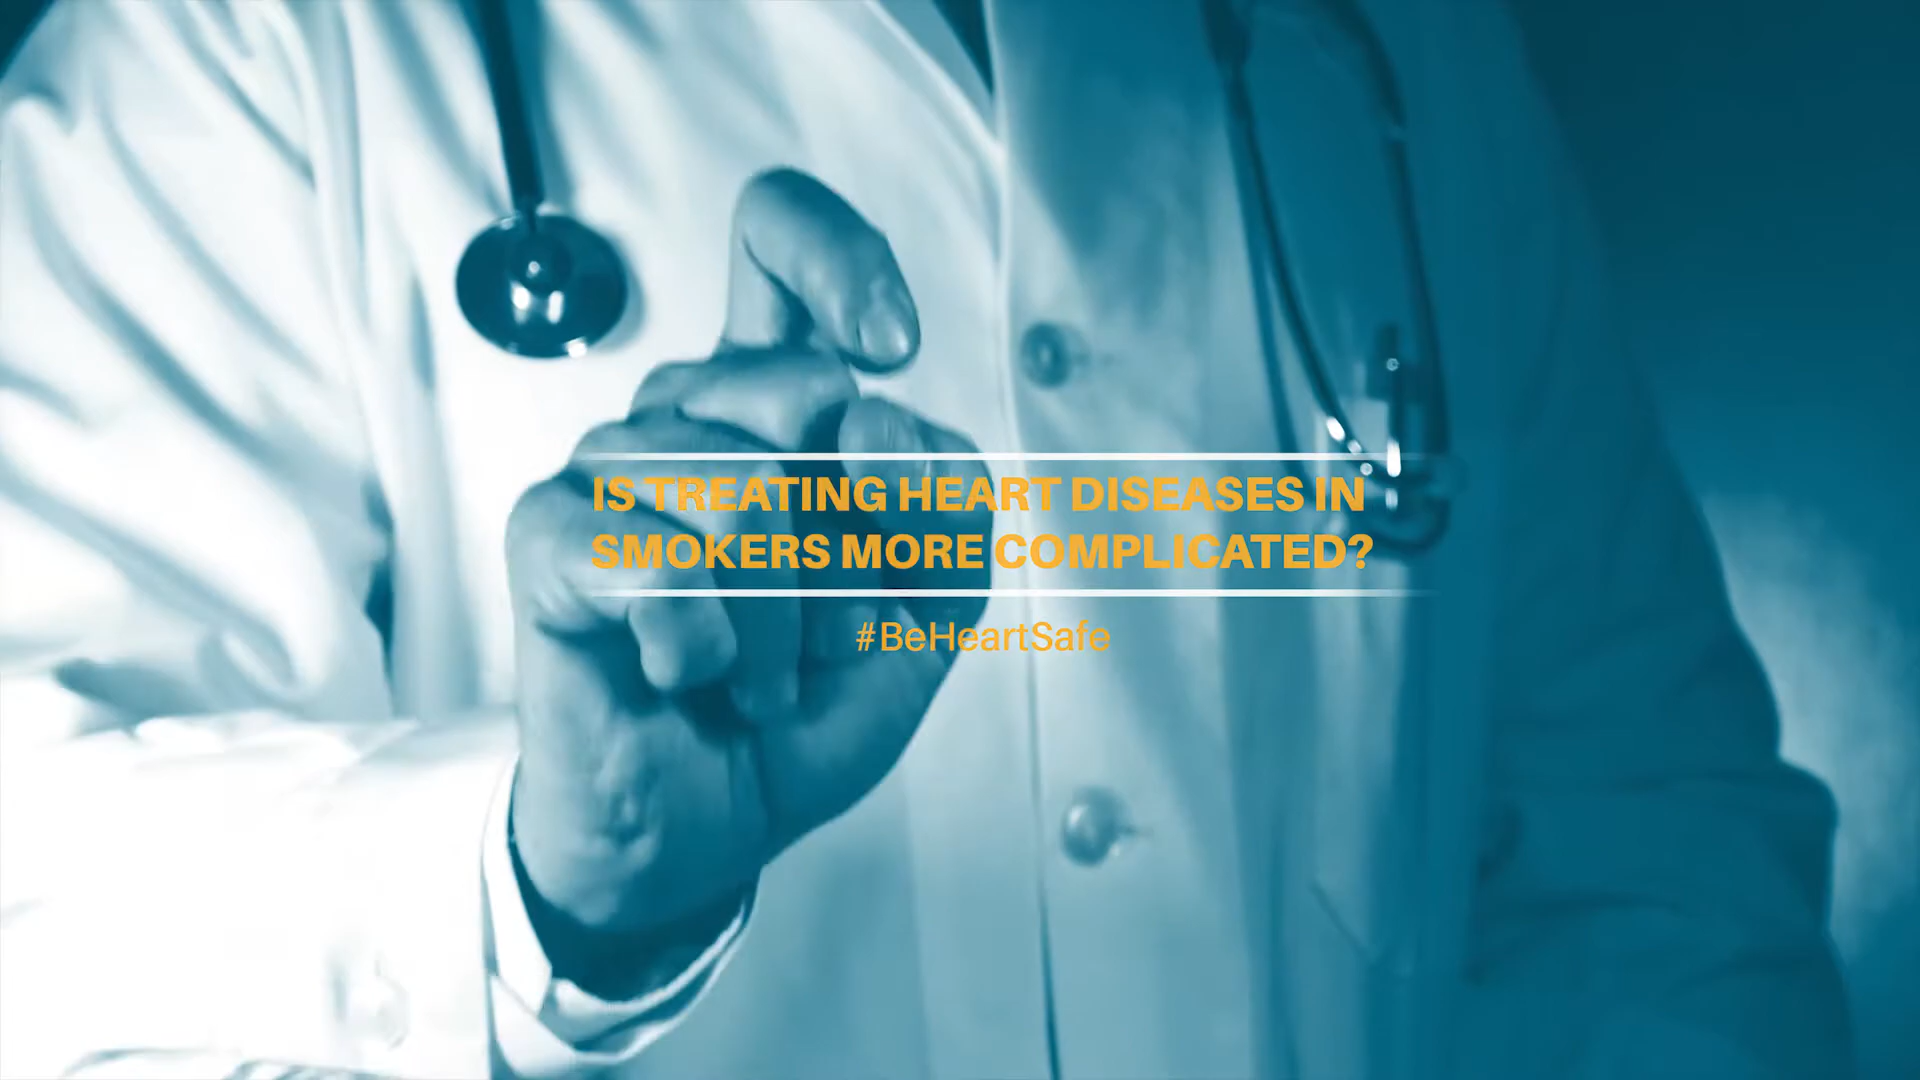 IS TREATING HEART DISEASES IN
SMOKERS MORE COMPLICATED?
#BeHeartSafe